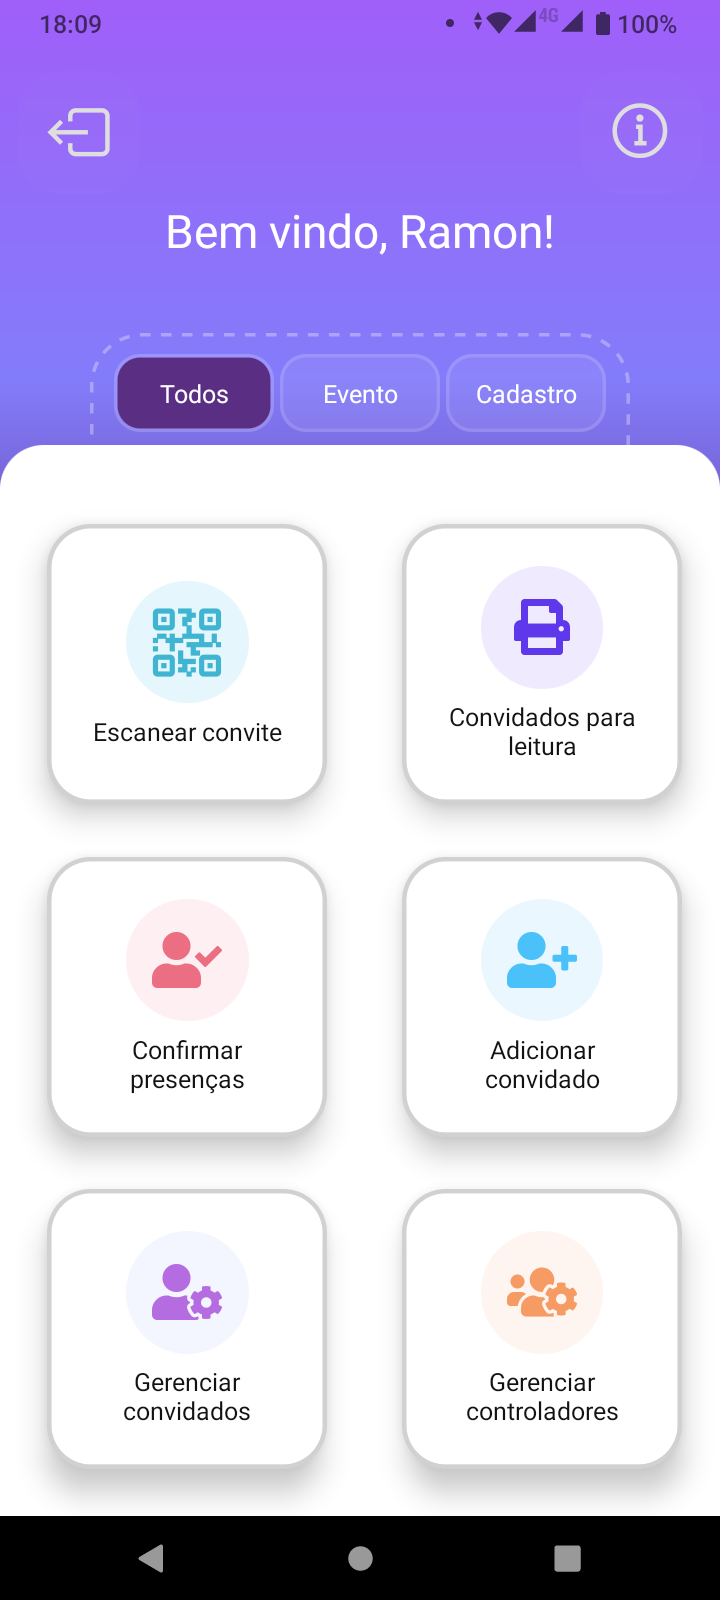 18:09
4G
100%
Bem vindo, Ramon!
Todos
Evento
Cadastro
Escanear convite
Convidados para
leitura
Confirmar
presenças
Adicionar
convidado
Gerenciar
convidados
Gerenciar
controladores